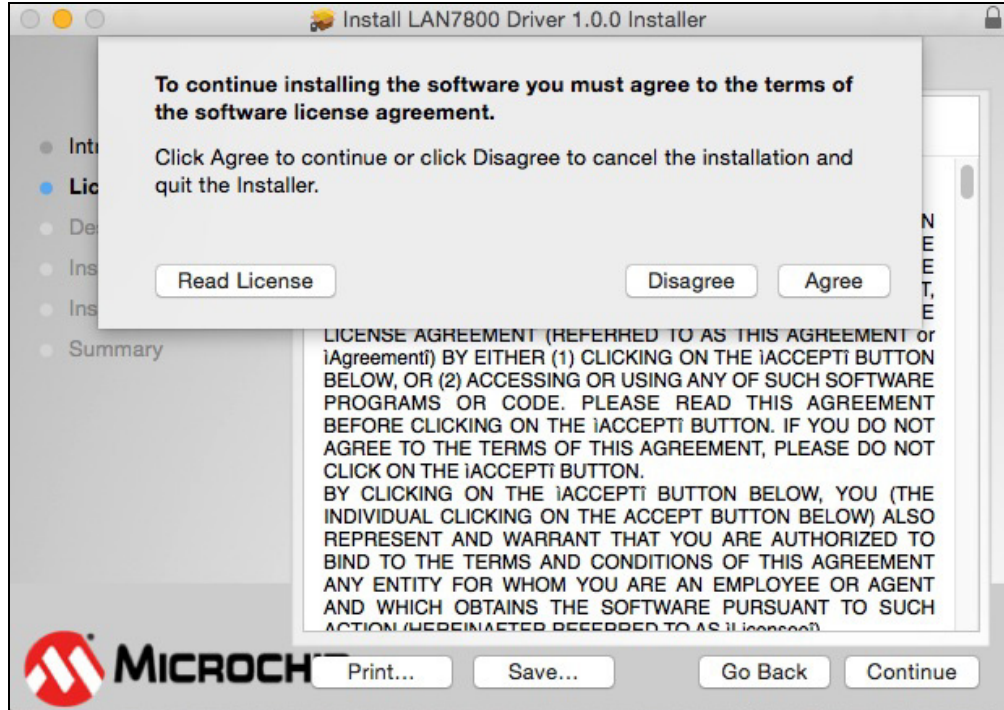 Install LAN7800 Driver 1.0.0 Installer
To continue installing the software you must agree to the terms of
the software license agreement.
Click Agree to continue or click Disagree to cancel the installation and
quit the Installer.
Read License
Disagree
Agree
Summary
LICENSE AGREEMENT (REFERRED TO AS THIS AGREEMENT or
ìAgreementî) BY EITHER (1) CLICKING ON THE ìACCEPTî BUTTON
BELOW, OR (2) ACCESSING OR USING ANY OF SUCH SOFTWARE
PROGRAMS OR CODE. PLEASE READ THIS AGREEMENT
BEFORE CLICKING ON THE ìACCEPTî BUTTON. IF YOU DO NOT
AGREE TO THE TERMS OF THIS AGREEMENT, PLEASE DO NOT
CLICK ON THE ìACCEPTî BUTTON.
BY CLICKING ON THE ìACCEPTî BUTTON BELOW, YOU (THE
INDIVIDUAL CLICKING ON THE ACCEPT BUTTON BELOW) ALSO
REPRESENT AND WARRANT THAT YOU ARE AUTHORIZED TO
BIND TO THE TERMS AND CONDITIONS OF THIS AGREEMENT
ANY ENTITY FOR WHOM YOU ARE AN EMPLOYEE OR AGENT
AND WHICH OBTAINS THE SOFTWARE PURSUANT TO SUCH
ACTION (HEREINAFTER REFERRED TO AS ìLicenseeî)
Print...
Save...
Go Back
Continue